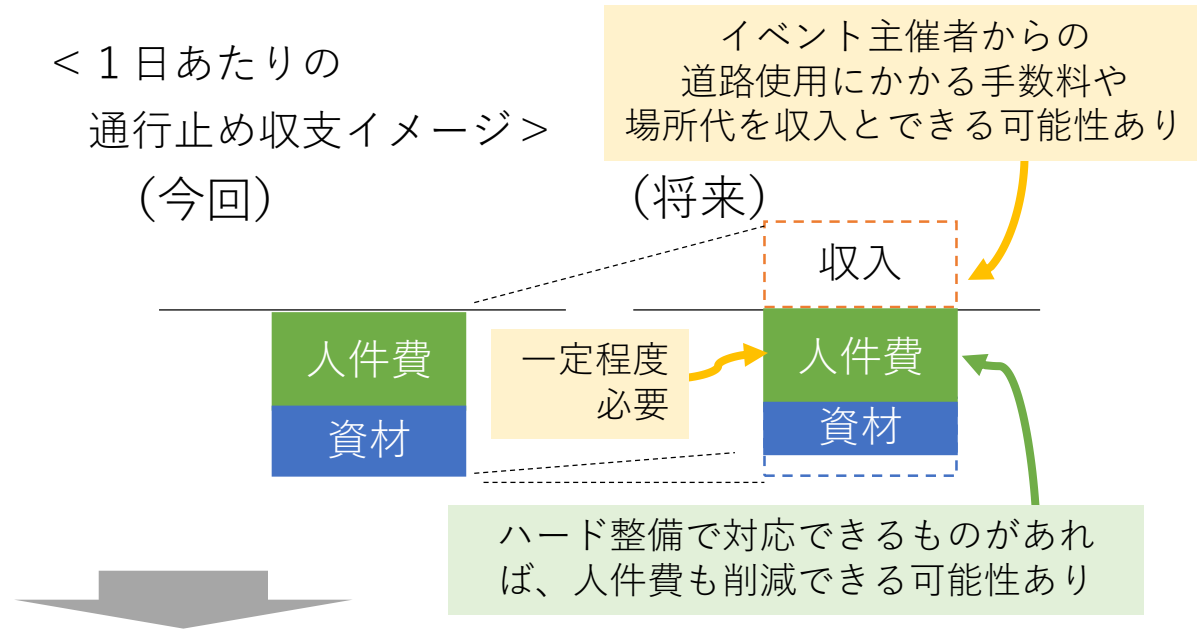 ＜１日あたりの
通行止め収支イメージ＞
(今回)
イベント主催者からの
道路使用にかかる手数料や
場所代を収入とできる可能性あり
(将来)
収入
人件費
資材
一定程度
必要
人件費
資材
ハード整備で対応できるものがあれ
ば、人件費も削減できる可能性あり